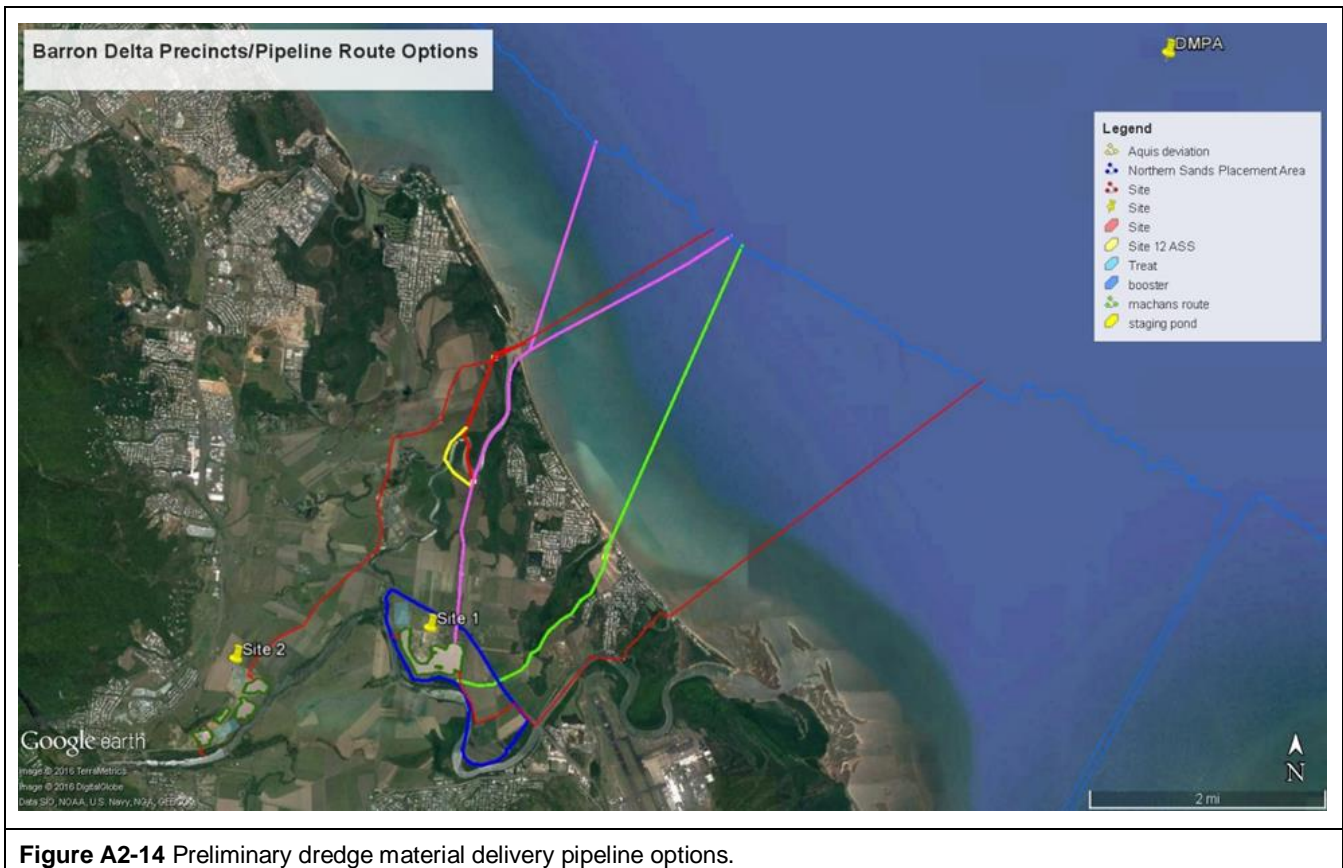 Barron Delta Precincts/Pipeline Route Options
DMPA
Legend
Aquis deviation
Northern Sands Placement Area
Site
Site
Site
Site 12 ASS
Treat
booster
machans route
staging pond
Site 1
Site 2
Google earth
Image © 2016 TerraMetrics
Image © 2016 DigitalGlobe
Data SIO, NOAA, U.S. Navy, NGA,
2 mi
N
Figure A2-14 Preliminary dredge material delivery pipeline options.